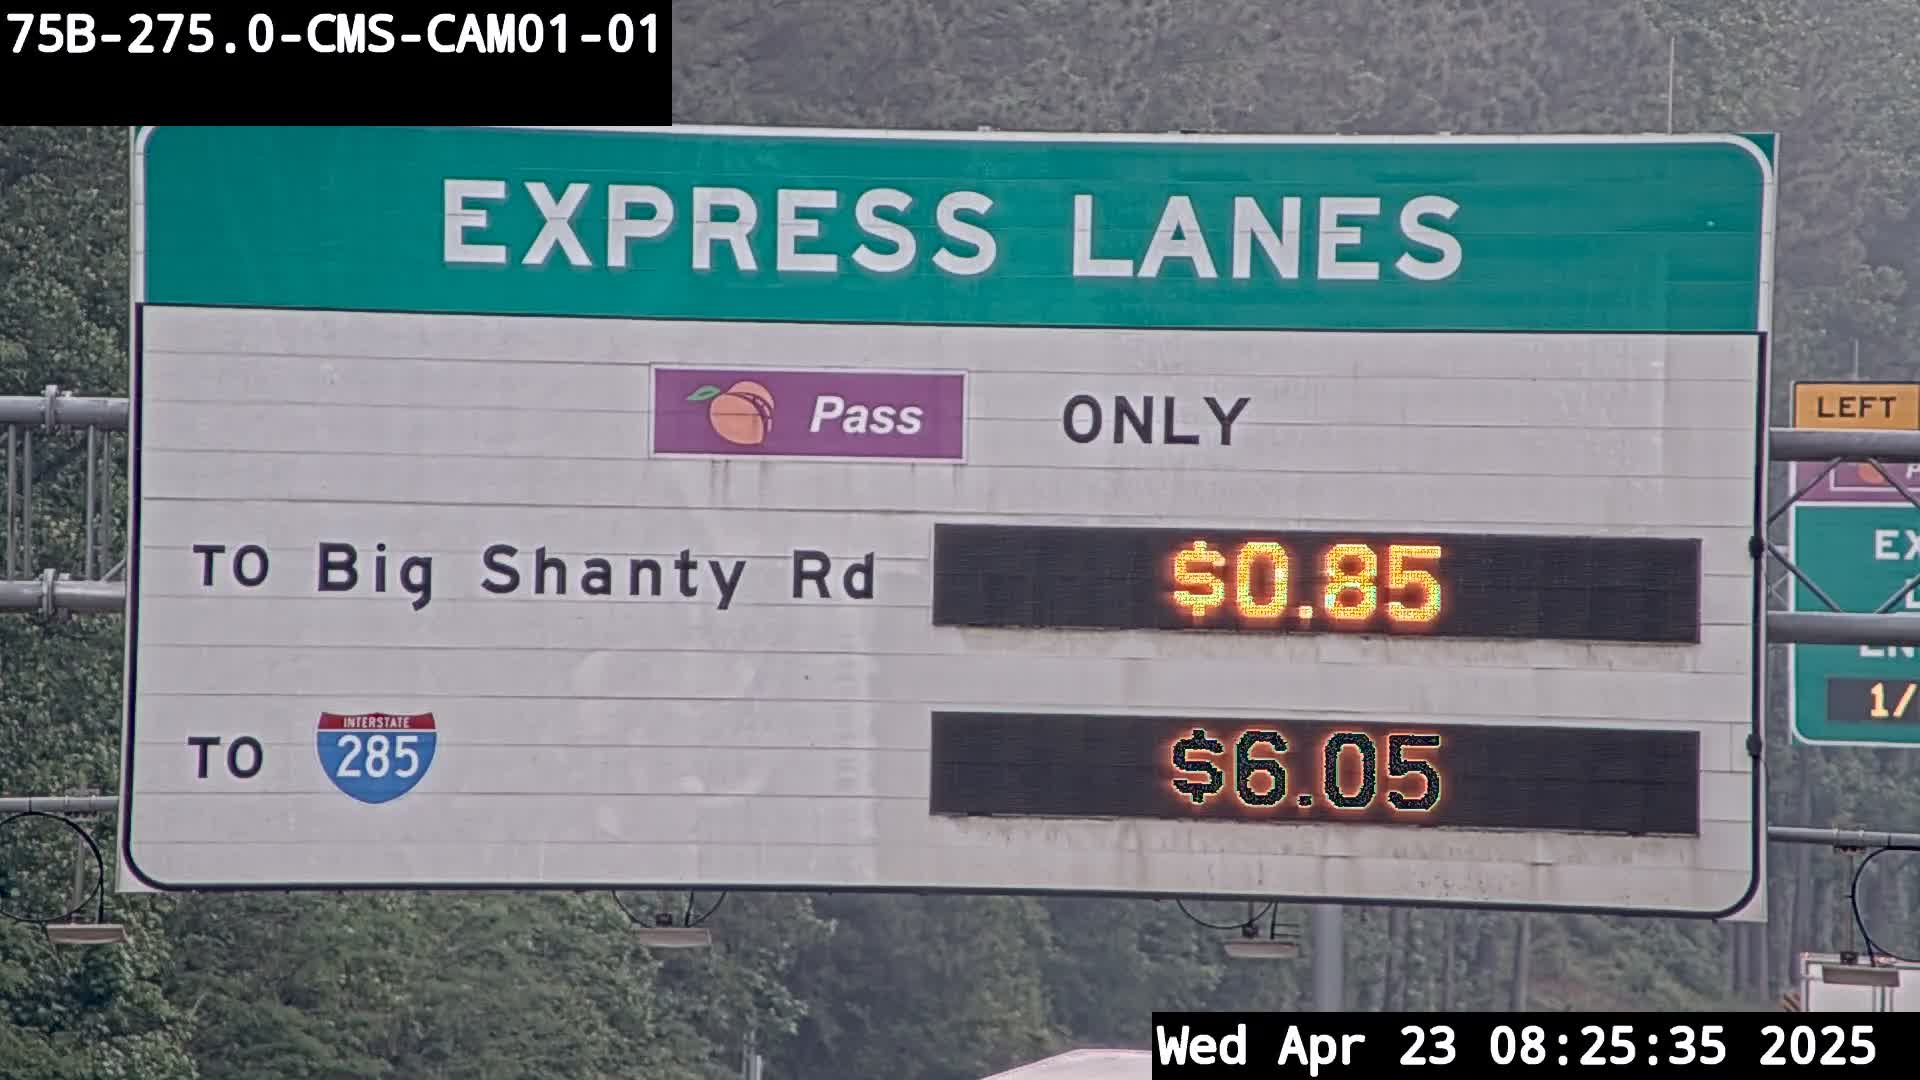 75B-275.0-CMS-CAM01-01
EXPRESS LANES
Pass ONLY
TO Big Shanty Rd $0.85
TO INTERSTATE 285 $6.05
LEFT
1/
Wed Apr 23 08:25:35 2025